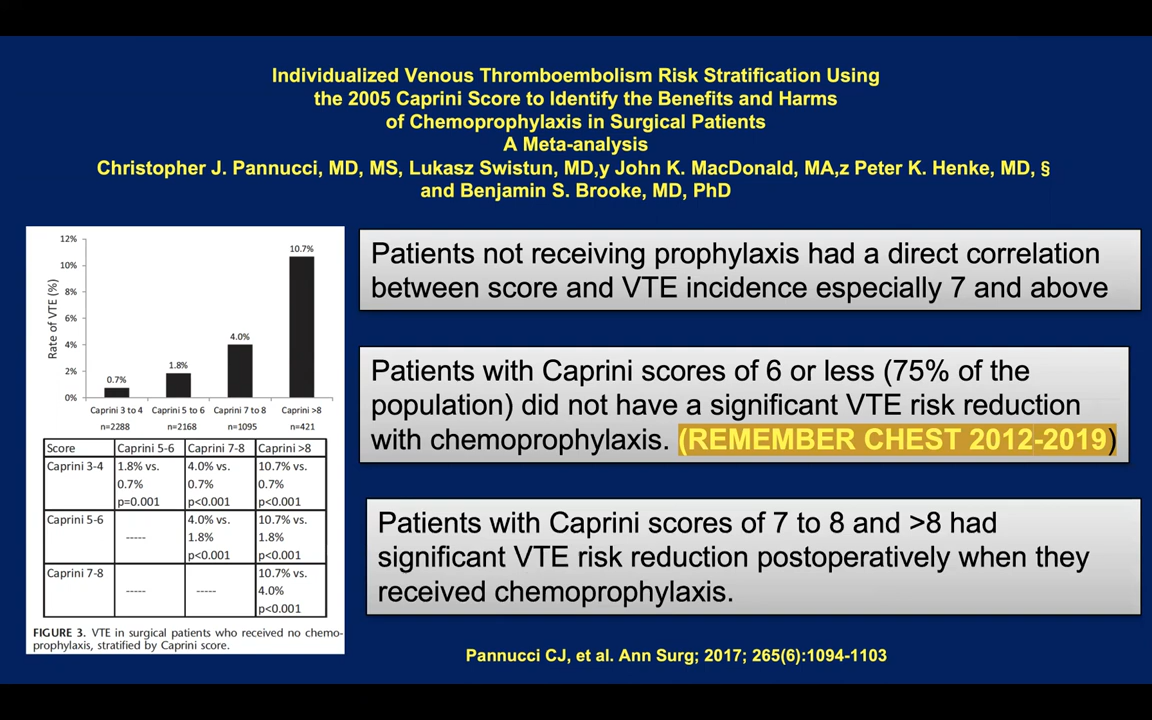 Individualized Venous Thromboembolism Risk Stratification Using
the 2005 Caprini Score to Identify the Benefits and Harms
of Chemoprophylaxis in Surgical Patients
A Meta-analysis
Christopher J. Pannucci, MD, MS, Lukasz Swistun, MD,y John K. MacDonald, MA,z Peter K. Henke, MD, §
and Benjamin S. Brooke, MD, PhD
Rate of VTE (%)
12%
10%
8%
6%
4%
2%
0%
0.7%
1.8%
4.0%
10.7%
Caprini 3 to 4 Caprini 5 to 6 Caprini 7 to 8 Caprini >8
n=2288 n=2168 n=1095 n=421
Score Caprini 5-6 Caprini 7-8 Caprini >8
Caprini 3-4 1.8% vs. 4.0% vs. 10.7% vs.
0.7% 0.7% 0.7%
p=0.001 p<0.001 p<0.001
Caprini 5-6 4.0% vs. 10.7% vs.
----- 1.8% 1.8%
p<0.001 p<0.001
Caprini 7-8 10.7% vs.
----- ----- 4.0%
p<0.001
FIGURE 3. VTE in surgical patients who received no chemo-
prophylaxis, stratified by Caprini score.
Patients not receiving prophylaxis had a direct correlation
between score and VTE incidence especially 7 and above
Patients with Caprini scores of 6 or less (75% of the
population) did not have a significant VTE risk reduction
with chemoprophylaxis. (REMEMBER CHEST 2012-2019)
Patients with Caprini scores of 7 to 8 and >8 had
significant VTE risk reduction postoperatively when they
received chemoprophylaxis.
Pannucci CJ, et al. Ann Surg; 2017; 265(6):1094-1103